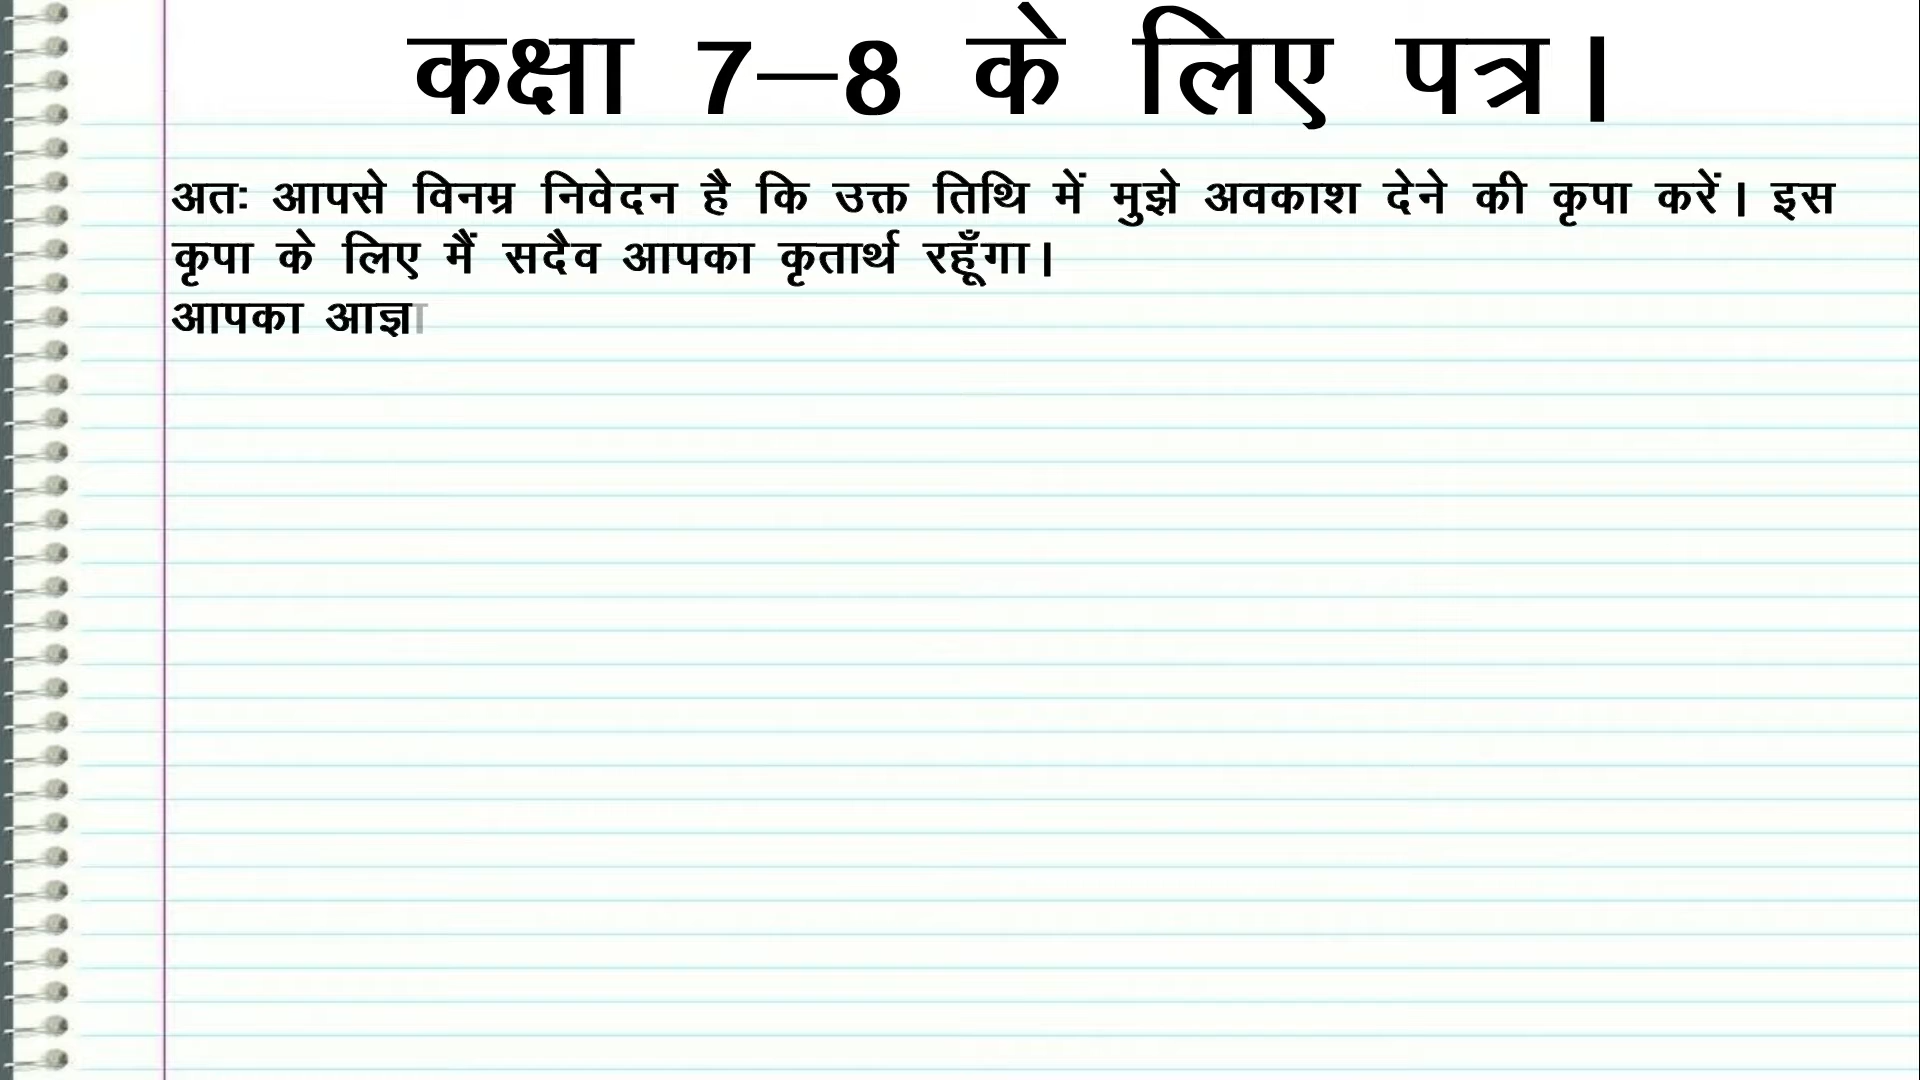 कक्षा 7–8 के लिए पत्र।
अतः आपसे विनम्र निवेदन है कि उक्त तिथि में मुझे अवकाश देने की कृपा करें। इस
कृपा के लिए मैं सदैव आपका कृतार्थ रहूँगा।
आपका आज्ञा